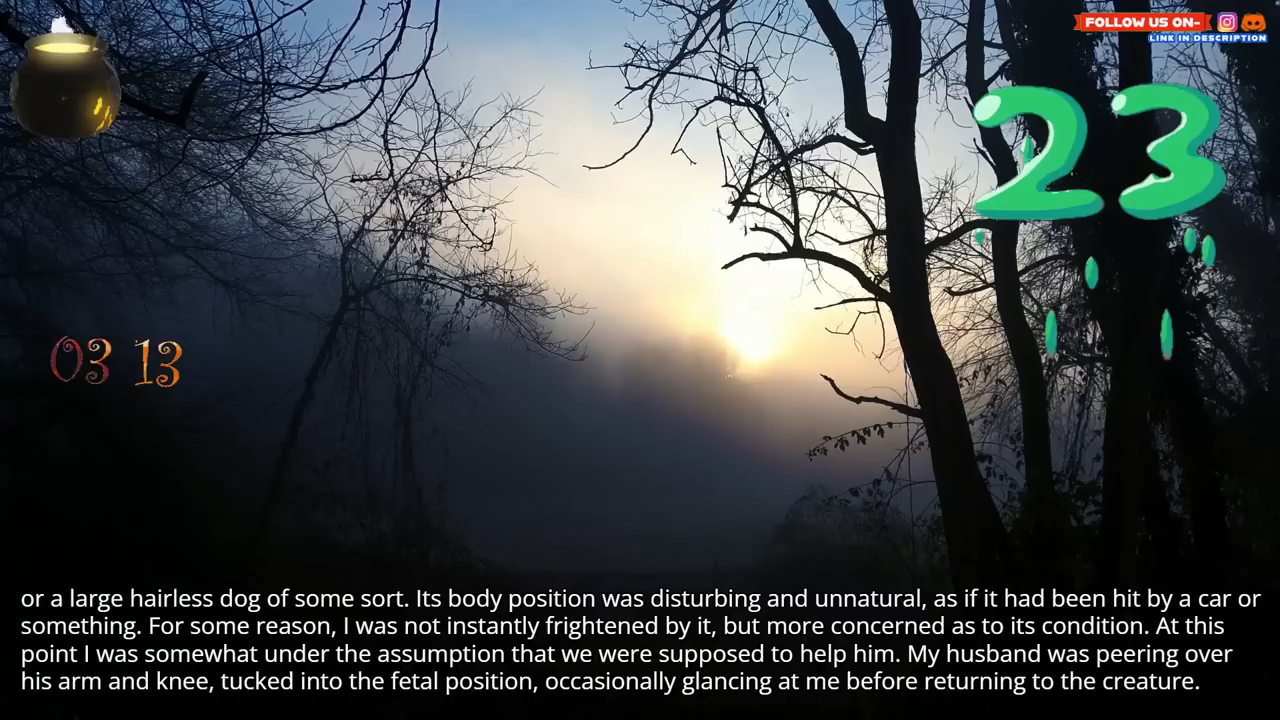 FOLLOW US ON-
LINK IN DESCRIPTION
23
03 13
or a large hairless dog of some sort. Its body position was disturbing and unnatural, as if it had been hit by a car or
something. For some reason, I was not instantly frightened by it, but more concerned as to its condition. At this
point I was somewhat under the assumption that we were supposed to help him. My husband was peering over
his arm and knee, tucked into the fetal position, occasionally glancing at me before returning to the creature.